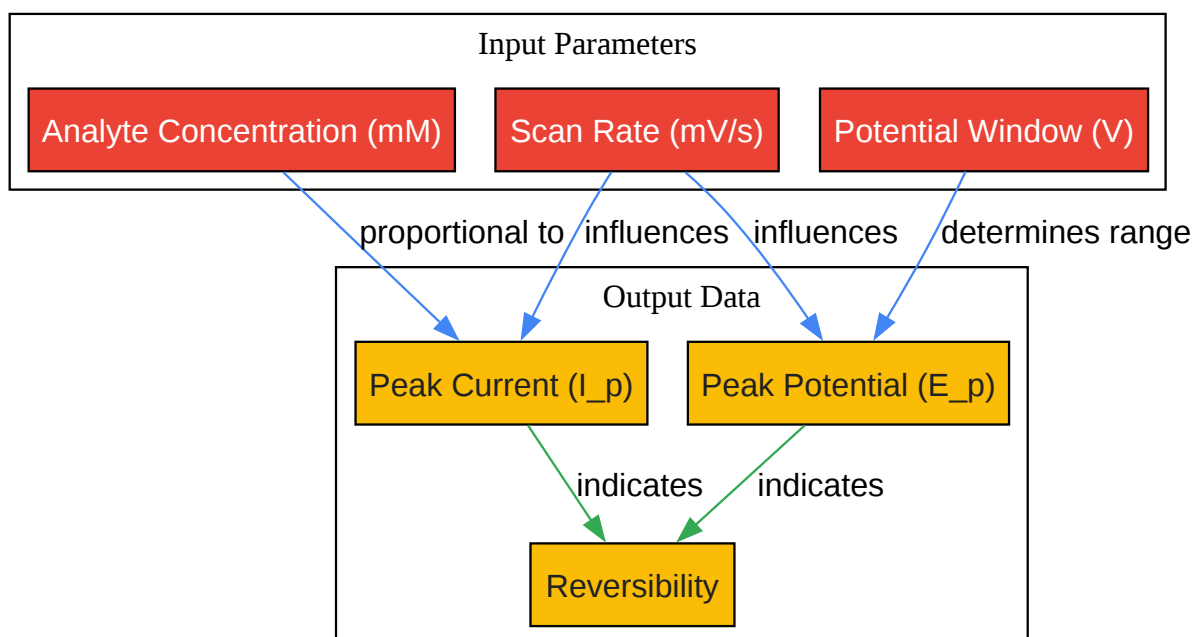 Input Parameters
Analyte Concentration (mM)
Scan Rate (mV/s)
Potential Window (V)
proportional to
influences
influences
determines range
Output Data
Peak Current (I_p)
Peak Potential (E_p)
indicates
indicates
Reversibility